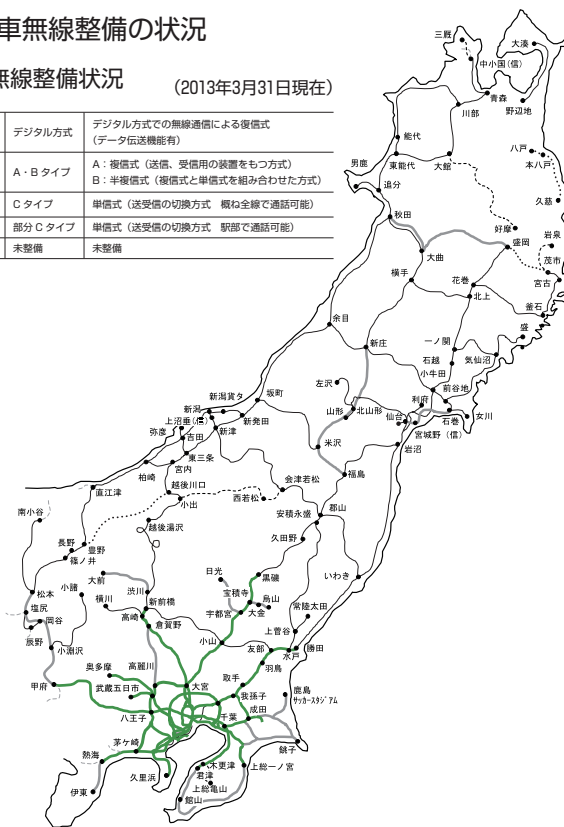 車無線整備の状況
無線整備状況
(2013年3月31日現在)
デジタル方式
デジタル方式での無線通信による復信式
(データ伝送機能有)
A・Bタイプ
A：複信式（送信、受信用の装置をもつ方式）
B：半複信式（複信式と単信式を組み合わせた方式）
Cタイプ
単信式（送受信の切換方式　概ね全線で通話可能）
部分Cタイプ
単信式（送受信の切換方式　駅部で通話可能）
未整備
未整備
三厩
大湊
中小国(信)
青森
野辺地
川部
能代
八戸
本八戸
男鹿
東能代
大館
追分
久慈
秋田
好摩
盛岡
岩泉
茂市
大曲
宮古
横手
花巻
北上
釜石
余目
盛
新庄
一ノ関
気仙沼
石越
小牛田
左沢
前谷地
利府
新潟貨タ
坂町
新潟
山形
北山形
仙台
石巻
女川
上沼垂(信)
新発田
宮城野（信）
弥彦
吉田
新津
米沢
岩沼
東三条
柏崎
宮内
福島
会津若松
直江津
越後川口
西若松
小出
安積永盛
郡山
南小谷
越後湯沢
久田野
長野
豊野
篠ノ井
日光
黒磯
いわき
大前
渋川
宝積寺
烏山
松本
小諸
横川
新前橋
宇都宮
大金
常陸太田
塩尻
高崎
倉賀野
上菅谷
岡谷
小山
友部
勝田
辰野
小淵沢
水戸
羽鳥
奥多摩
高麗川
大宮
取手
甲府
武蔵五日市
我孫子
鹿島
サッカースタジアム
成田
八王子
千葉
茅ケ崎
銚子
熱海
木更津
久里浜
君津
上総一ノ宮
上総亀山
伊東
館山